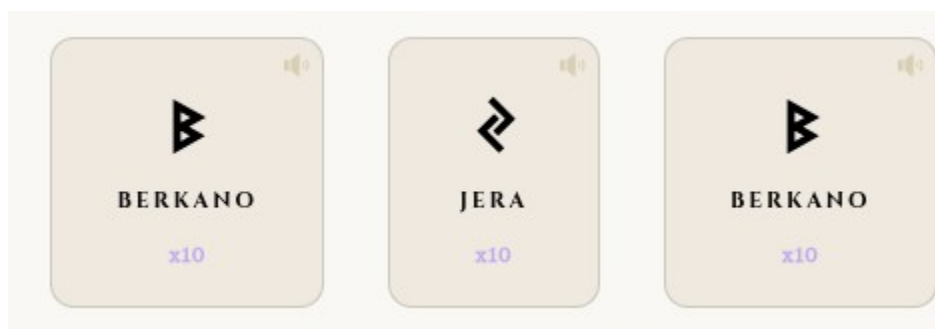 ᛒ ᛃ ᛒ
BERKANO JERA BERKANO
x10 x10 x10